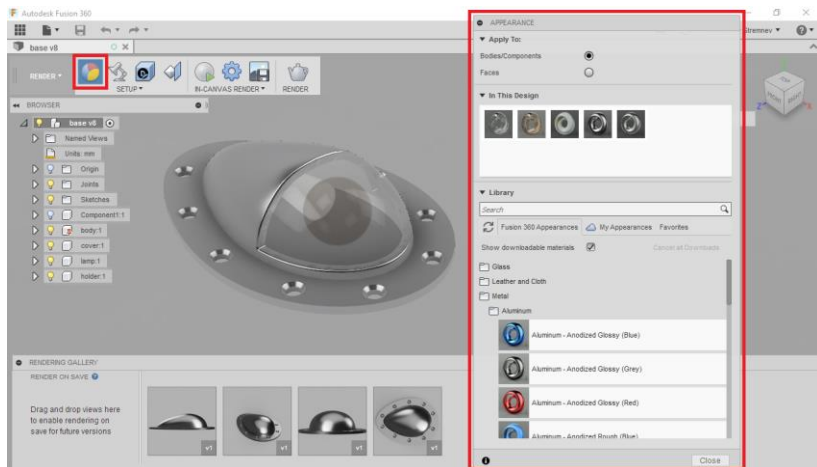 Autodesk Fusion 360
base v8
RENDER
SETUP
IN-CANVAS RENDER
RENDER
BROWSER
base v8
Named Views
Units: mm
Origin
Joints
Sketches
Component1:1
body:1
cover:1
lamp:1
holder:1
TOP
FRONT
RIGHT
Z
X
APPEARANCE
Apply To:
Bodies/Components
Faces
In This Design
Library
Search
Fusion 360 Appearances My Appearances Favorites
Show downloadable materials Cancel all Downloads
Glass
Leather and Cloth
Metal
Aluminum
Aluminum - Anodized Glossy (Blue)
Aluminum - Anodized Glossy (Grey)
Aluminum - Anodized Glossy (Red)
Aluminum - Anodized Rough (Blue)
Close
RENDERING GALLERY
RENDER ON SAVE
Drag and drop views here
to enable rendering on
save for future versions
v1
v1
v1
v1